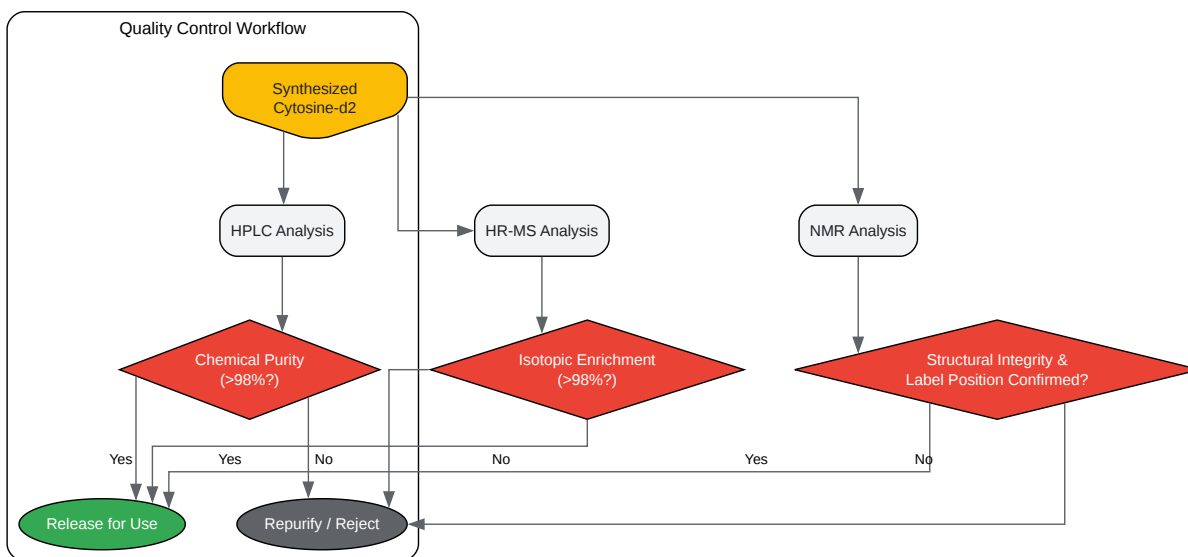 Quality Control Workflow
Synthesized
Cytosine-d2
HPLC Analysis
HR-MS Analysis
NMR Analysis
Chemical Purity
(>98%?)
Isotopic Enrichment
(>98%?)
Structural Integrity &
Label Position Confirmed?
Yes
Yes
No
No
Yes
No
Release for Use
Repurify / Reject